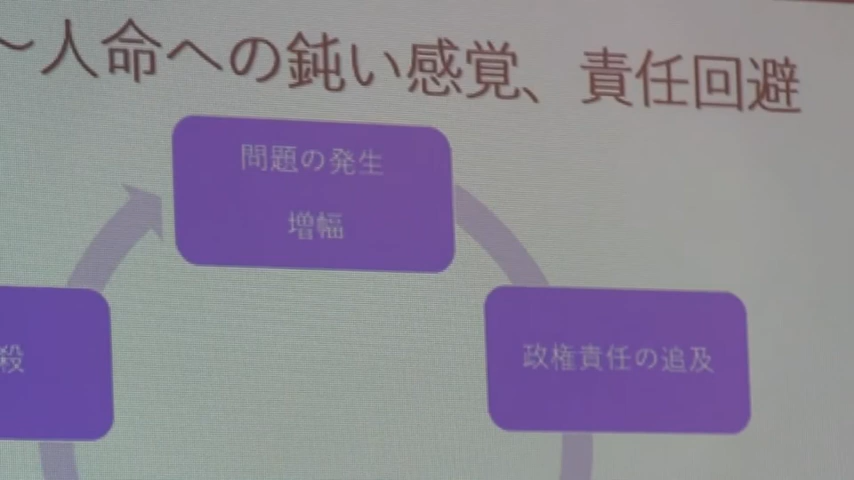 〜人命への鈍い感覚、責任回避
問題の発生
増幅
政権責任の追及
殺